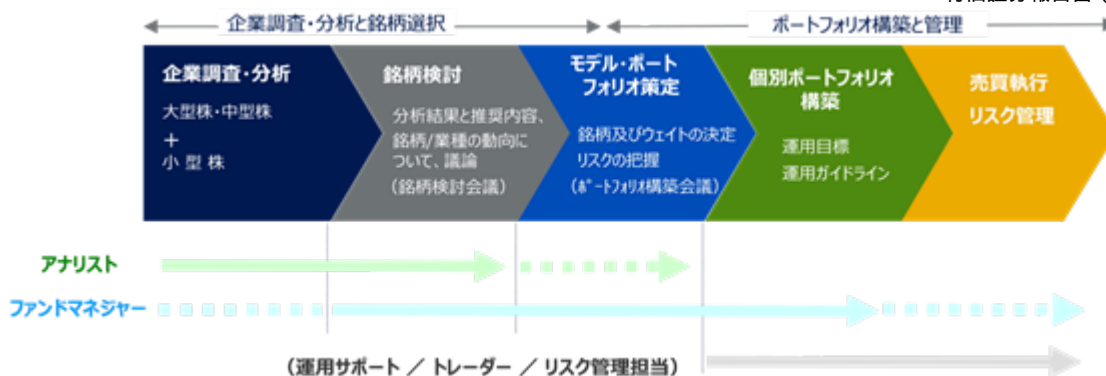 企業調査・分析と銘柄選択
ポートフォリオ構築と管理
企業調査・分析
大型株・中型株
＋
小 型 株
銘柄検討
分析結果と推奨内容、
銘柄/業種の動向に
ついて、議論
（銘柄検討会議）
モデル・ポート
フォリオ策定
銘柄及びウェイトの決定
リスクの把握
（ﾎﾟｰﾄﾌｫﾘｵ構築会議）
個別ポートフォリオ
構築
運用目標
運用ガイドライン
売買執行
リスク管理
アナリスト
ファンドマネジャー
（運用サポート ／ トレーダー ／ リスク管理担当）